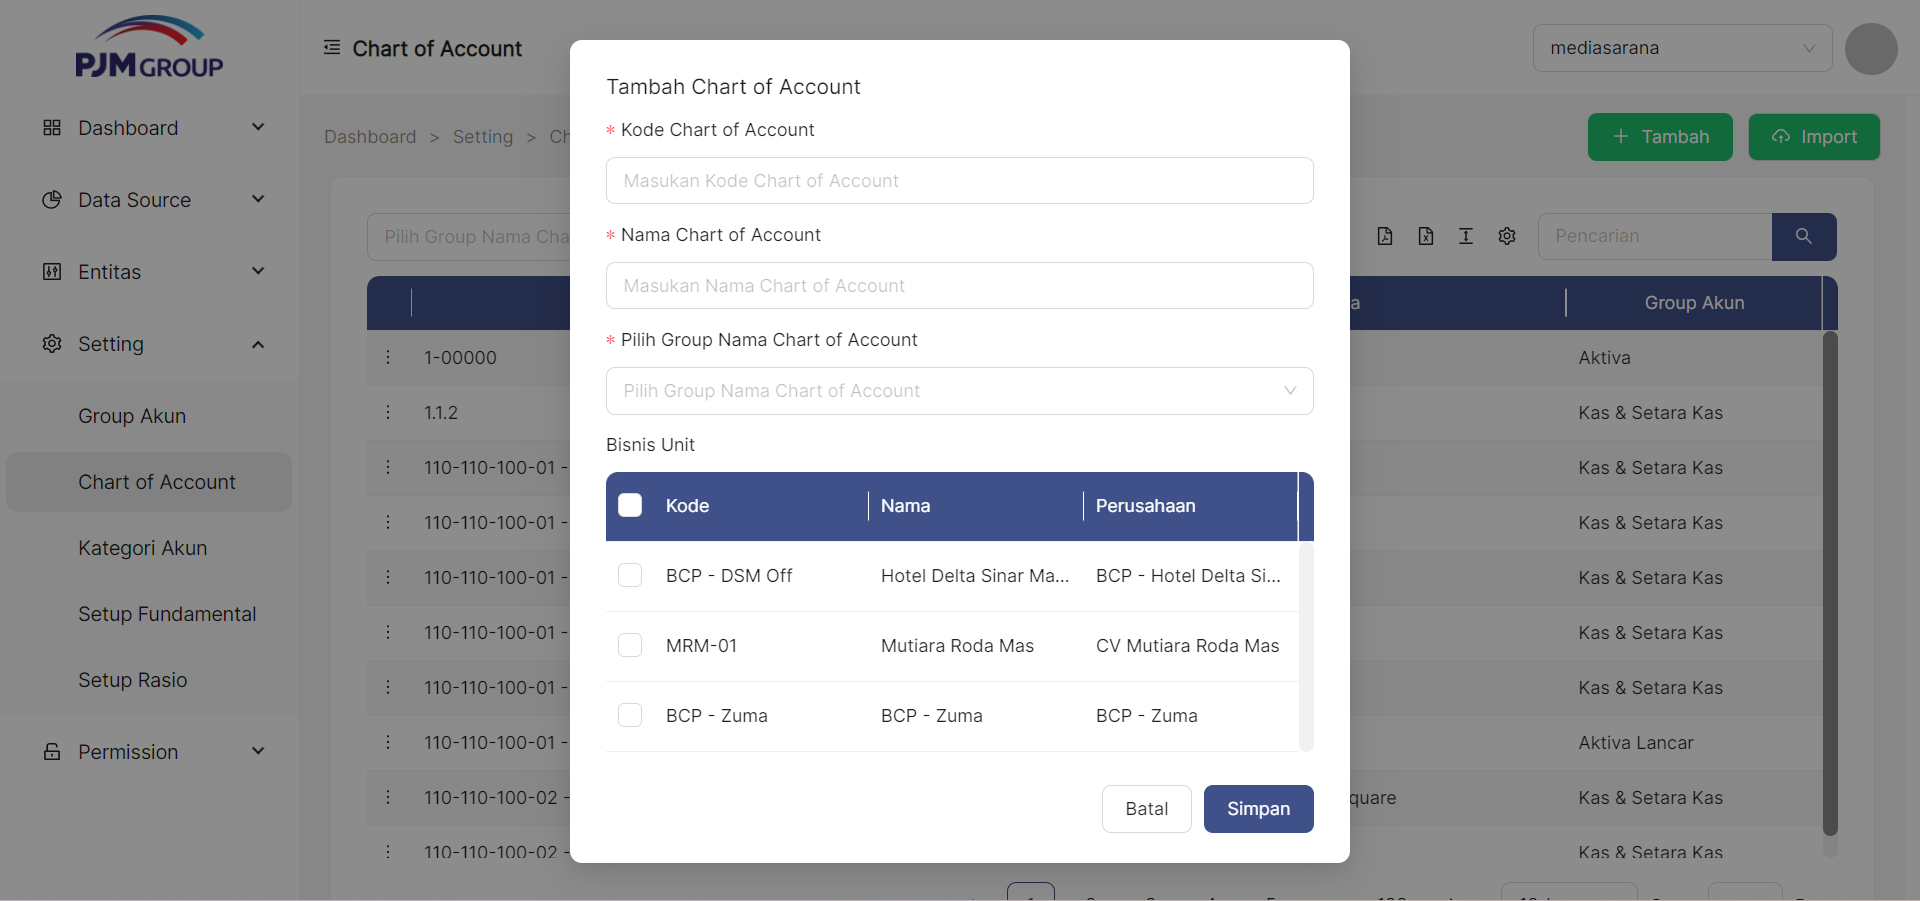 PJM GROUP
Dashboard
Data Source
Entitas
Setting
Group Akun
Chart of Account
Kategori Akun
Setup Fundamental
Setup Rasio
Permission
Chart of Account
mediasarana
Dashboard > Setting > Ch
+ Tambah
Import
Pilih Group Nama Cha
Pencarian
a
Group Akun
1-00000
Aktiva
1.1.2
Kas & Setara Kas
110-110-100-01 -
Kas & Setara Kas
110-110-100-01 -
Kas & Setara Kas
110-110-100-01 -
Kas & Setara Kas
110-110-100-01 -
Kas & Setara Kas
110-110-100-01 -
Kas & Setara Kas
110-110-100-01 -
Aktiva Lancar
110-110-100-02 -
quare
Kas & Setara Kas
110-110-100-02 -
Kas & Setara Kas
Tambah Chart of Account
* Kode Chart of Account
Masukan Kode Chart of Account
* Nama Chart of Account
Masukan Nama Chart of Account
* Pilih Group Nama Chart of Account
Pilih Group Nama Chart of Account
Bisnis Unit
Kode Nama Perusahaan
BCP - DSM Off Hotel Delta Sinar Ma... BCP - Hotel Delta Si...
MRM-01 Mutiara Roda Mas CV Mutiara Roda Mas
BCP - Zuma BCP - Zuma BCP - Zuma
Batal
Simpan